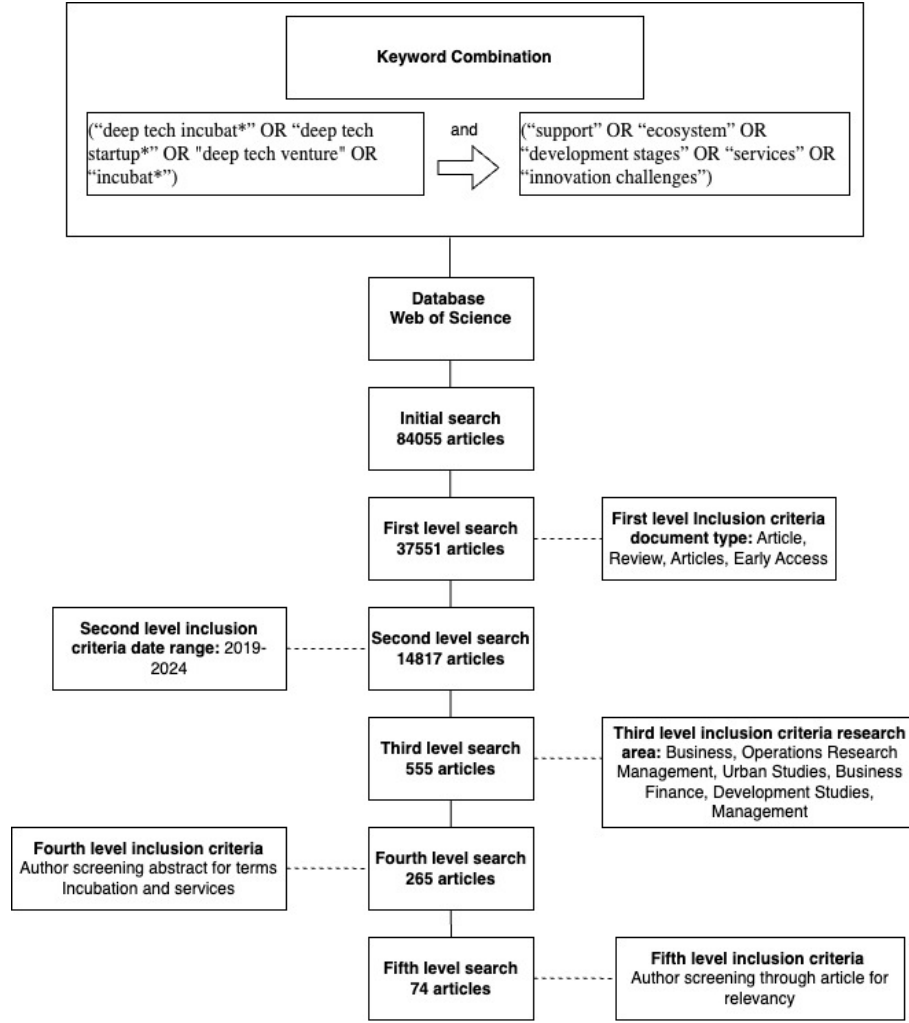 Keyword Combination
(“deep tech incubat*” OR “deep tech
startup*” OR "deep tech venture" OR
“incubat*”)
and
(“support” OR “ecosystem” OR
“development stages” OR “services” OR
“innovation challenges”)
Database
Web of Science
Initial search
84055 articles
First level search
37551 articles
First level Inclusion criteria
document type: Article,
Review, Articles, Early Access
Second level inclusion
criteria date range: 2019-
2024
Second level search
14817 articles
Third level search
555 articles
Third level inclusion criteria research
area: Business, Operations Research
Management, Urban Studies, Business
Finance, Development Studies,
Management
Fourth level inclusion criteria
Author screening abstract for terms
Incubation and services
Fourth level search
265 articles
Fifth level search
74 articles
Fifth level inclusion criteria
Author screening through article for
relevancy